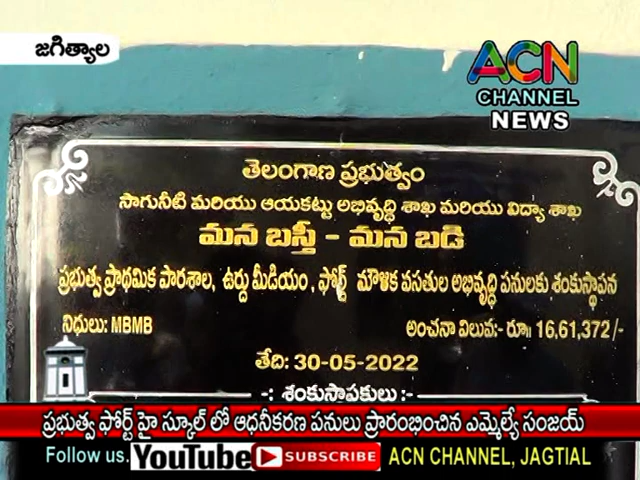 జగిత్యాల
ACN
CHANNEL
NEWS
తెలంగాణ ప్రభుత్వం
సాగునీటి మరియు ఆయకట్టు అభివృద్ధి శాఖ మరియు విద్యా శాఖ
మన బస్తీ - మన బడి
ప్రభుత్వ ప్రాథమిక పాఠశాల, ఉర్దు మీడియం, ఫోర్ట్ మౌళిక వసతుల అభివృద్ధి పనులకు శంకుస్థాపన
నిధులు: MBMB అంచనా విలువ:- రూ॥ 16,61,372/-
తేది: 30-05-2022
-: శంకుస్థాపకులు:-
ప్రభుత్వ ఫోర్ట్ హై స్కూల్ లో ఆధనీకరణ పనులు ప్రారంభించిన ఎమ్మెల్యే సంజయ్
Follow us. YouTube SUBSCRIBE ACN CHANNEL, JAGTIAL